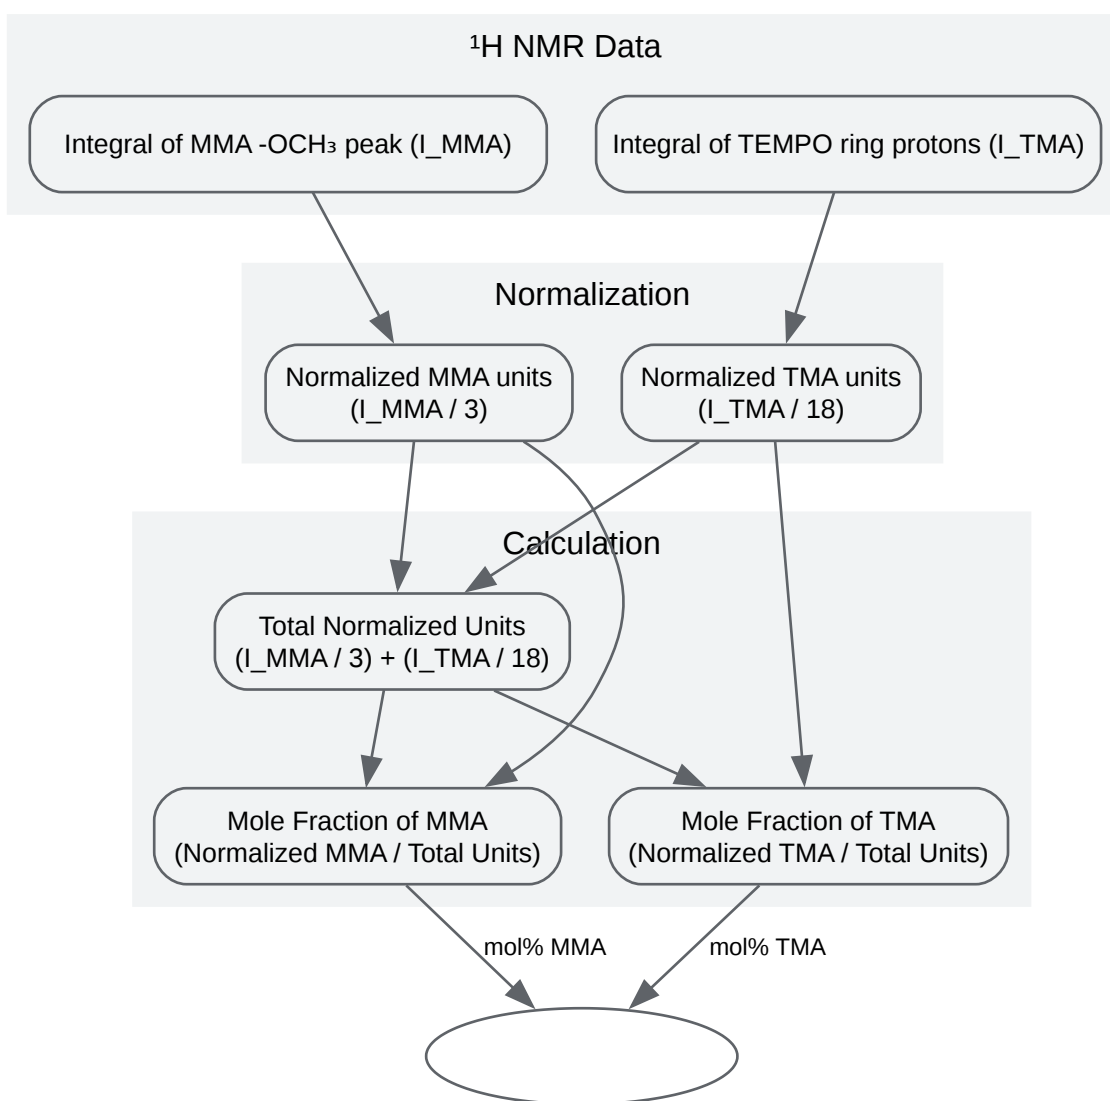 ¹H NMR Data
Integral of MMA -OCH₃ peak (I_MMA)
Integral of TEMPO ring protons (I_TMA)
Normalization
Normalized MMA units
(I_MMA / 3)
Normalized TMA units
(I_TMA / 18)
Calculation
Total Normalized Units
(I_MMA / 3) + (I_TMA / 18)
Mole Fraction of MMA
(Normalized MMA / Total Units)
Mole Fraction of TMA
(Normalized TMA / Total Units)
mol% MMA
mol% TMA